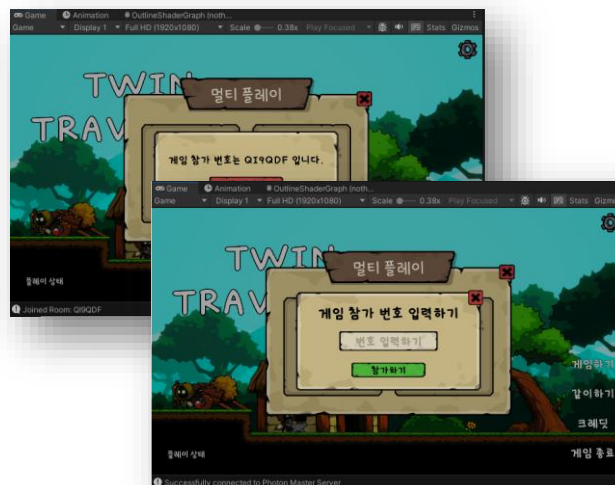 Game Animation OutlineShaderGraph (noth...
Game Display 1 Full HD (1920x1080) Scale 0.38x Play Focused Stats Gizmos
TWIN
TRAV
멀티 플레이
게임 참가 번호는 QI9QDF 입니다.
플레이 상태
Joined Room: QI9QDF
Game Animation OutlineShaderGraph (noth...
Game Display 1 Full HD (1920x1080) Scale 0.38x Play Focused Stats Gizmo
TWIN
TRAV
멀티 플레이
게임 참가 번호 입력하기
번호 입력하기
참가하기
게임하기
같이하기
크레딧
게임 종료
플레이 상태
Successfully connected to Photon Master Server